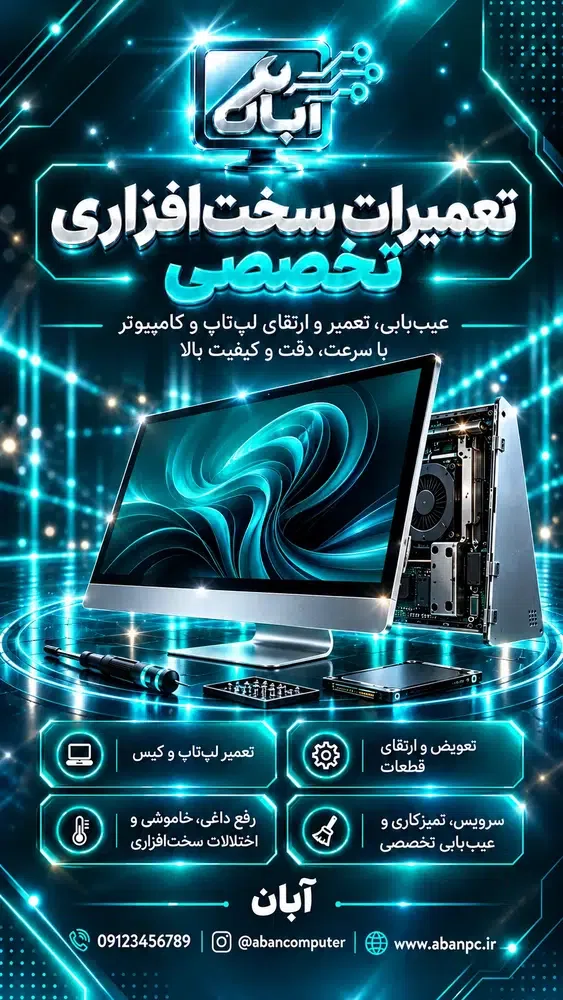 آبان
تعمیرات سخت‌افزاری
تخصصی
عیب‌یابی، تعمیر و ارتقای لپ‌تاپ و کامپیوتر
با سرعت، دقت و کیفیت بالا
تعویض و ارتقای
قطعات
تعمیر لپ‌تاپ و کیس
سرویس، تمیزکاری و
عیب‌یابی تخصصی
رفع داغی، خاموشی و
اختلالات سخت‌افزاری
آبان
09123456789 | @abancomputer | www.abanpc.ir